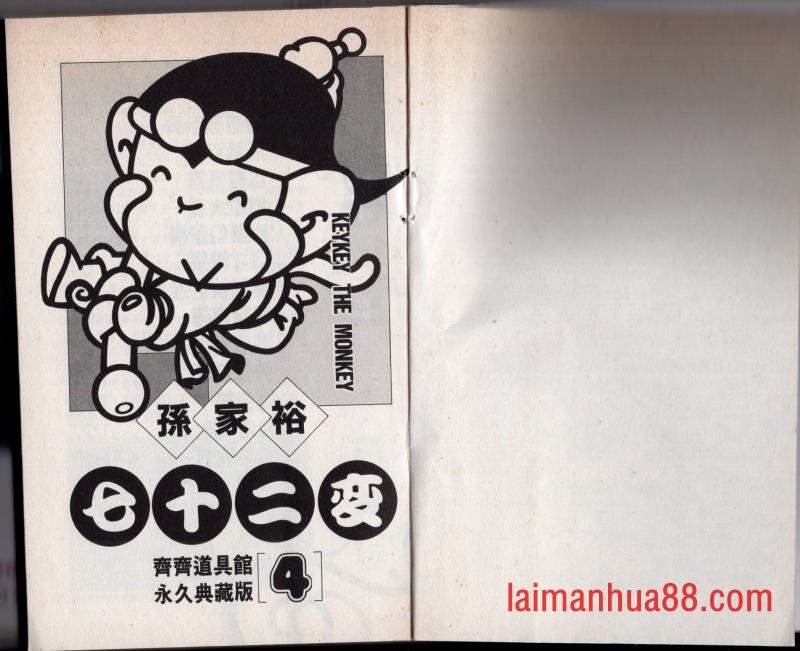 KEYKEY THE MONKEY
孫家裕
七十二変
齊齊道具館
永久典藏版
[4]
laimanhua88.com